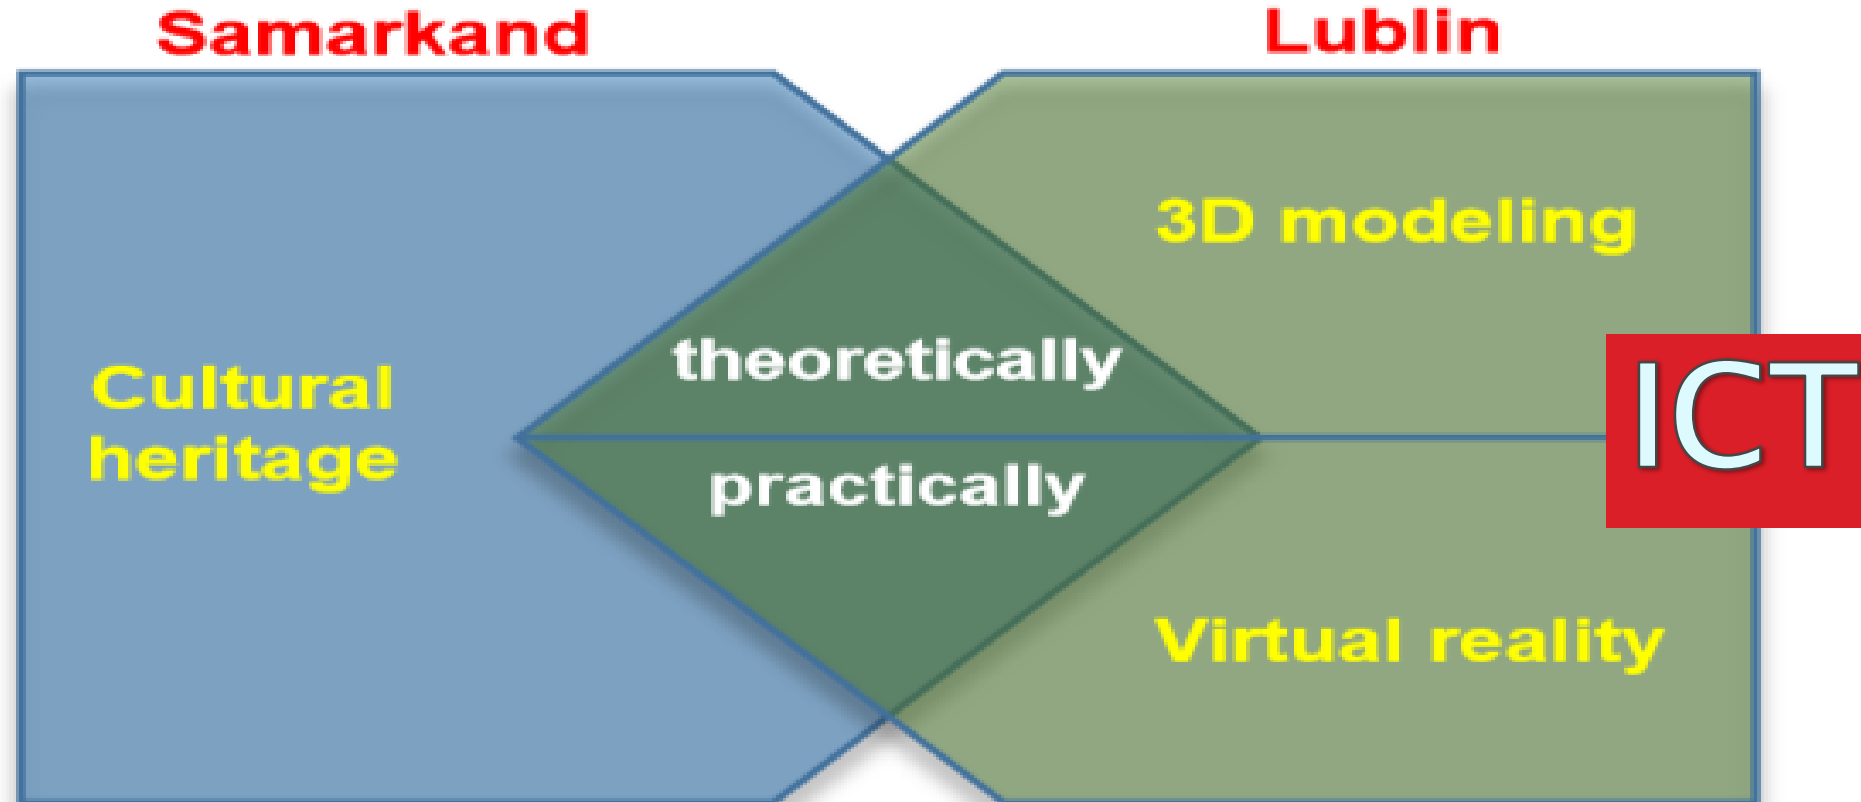 Samarkand
Lublin
3D modeling
theoretically
ICT
Cultural
heritage
practically
Virtual reality